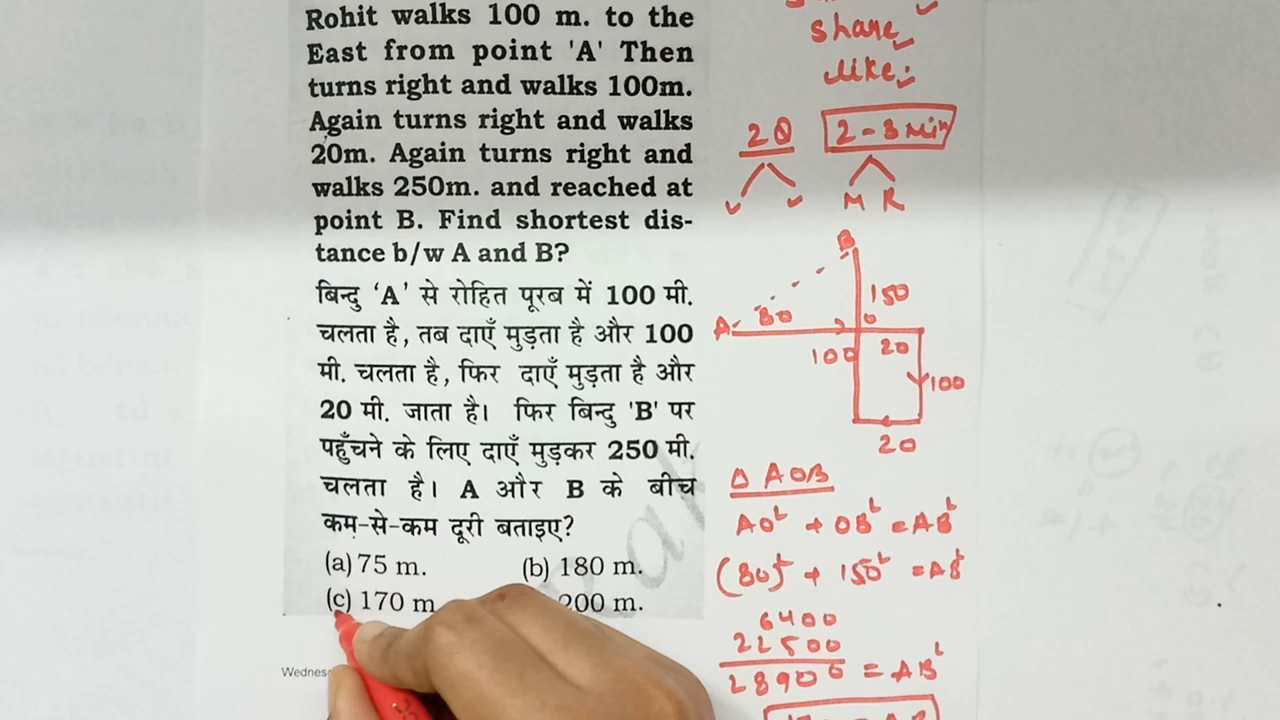 Rohit walks 100 m. to the
East from point 'A' Then
turns right and walks 100m.
Again turns right and walks
20m. Again turns right and
walks 250m. and reached at
point B. Find shortest dis-
tance b/w A and B?
बिन्दु 'A' से रोहित पूरब में 100 मी.
चलता है, तब दाएँ मुड़ता है और 100
मी. चलता है, फिर दाएँ मुड़ता है और
20 मी. जाता है। फिर बिन्दु 'B' पर
पहुँचने के लिए दाएँ मुड़कर 250 मी.
चलता है। A और B के बीच
कम-से-कम दूरी बताइए?
(a) 75 m. (b) 180 m.
(c) 170 m 200 m.
Wednes
share
like
2Q 2-3 Min
M R
B
150
A 80 O
100 20
100
20
Δ AOB
AO² + OB² = AB²
(80)² + 150² = AB²
6400
22500
28900 = AB²